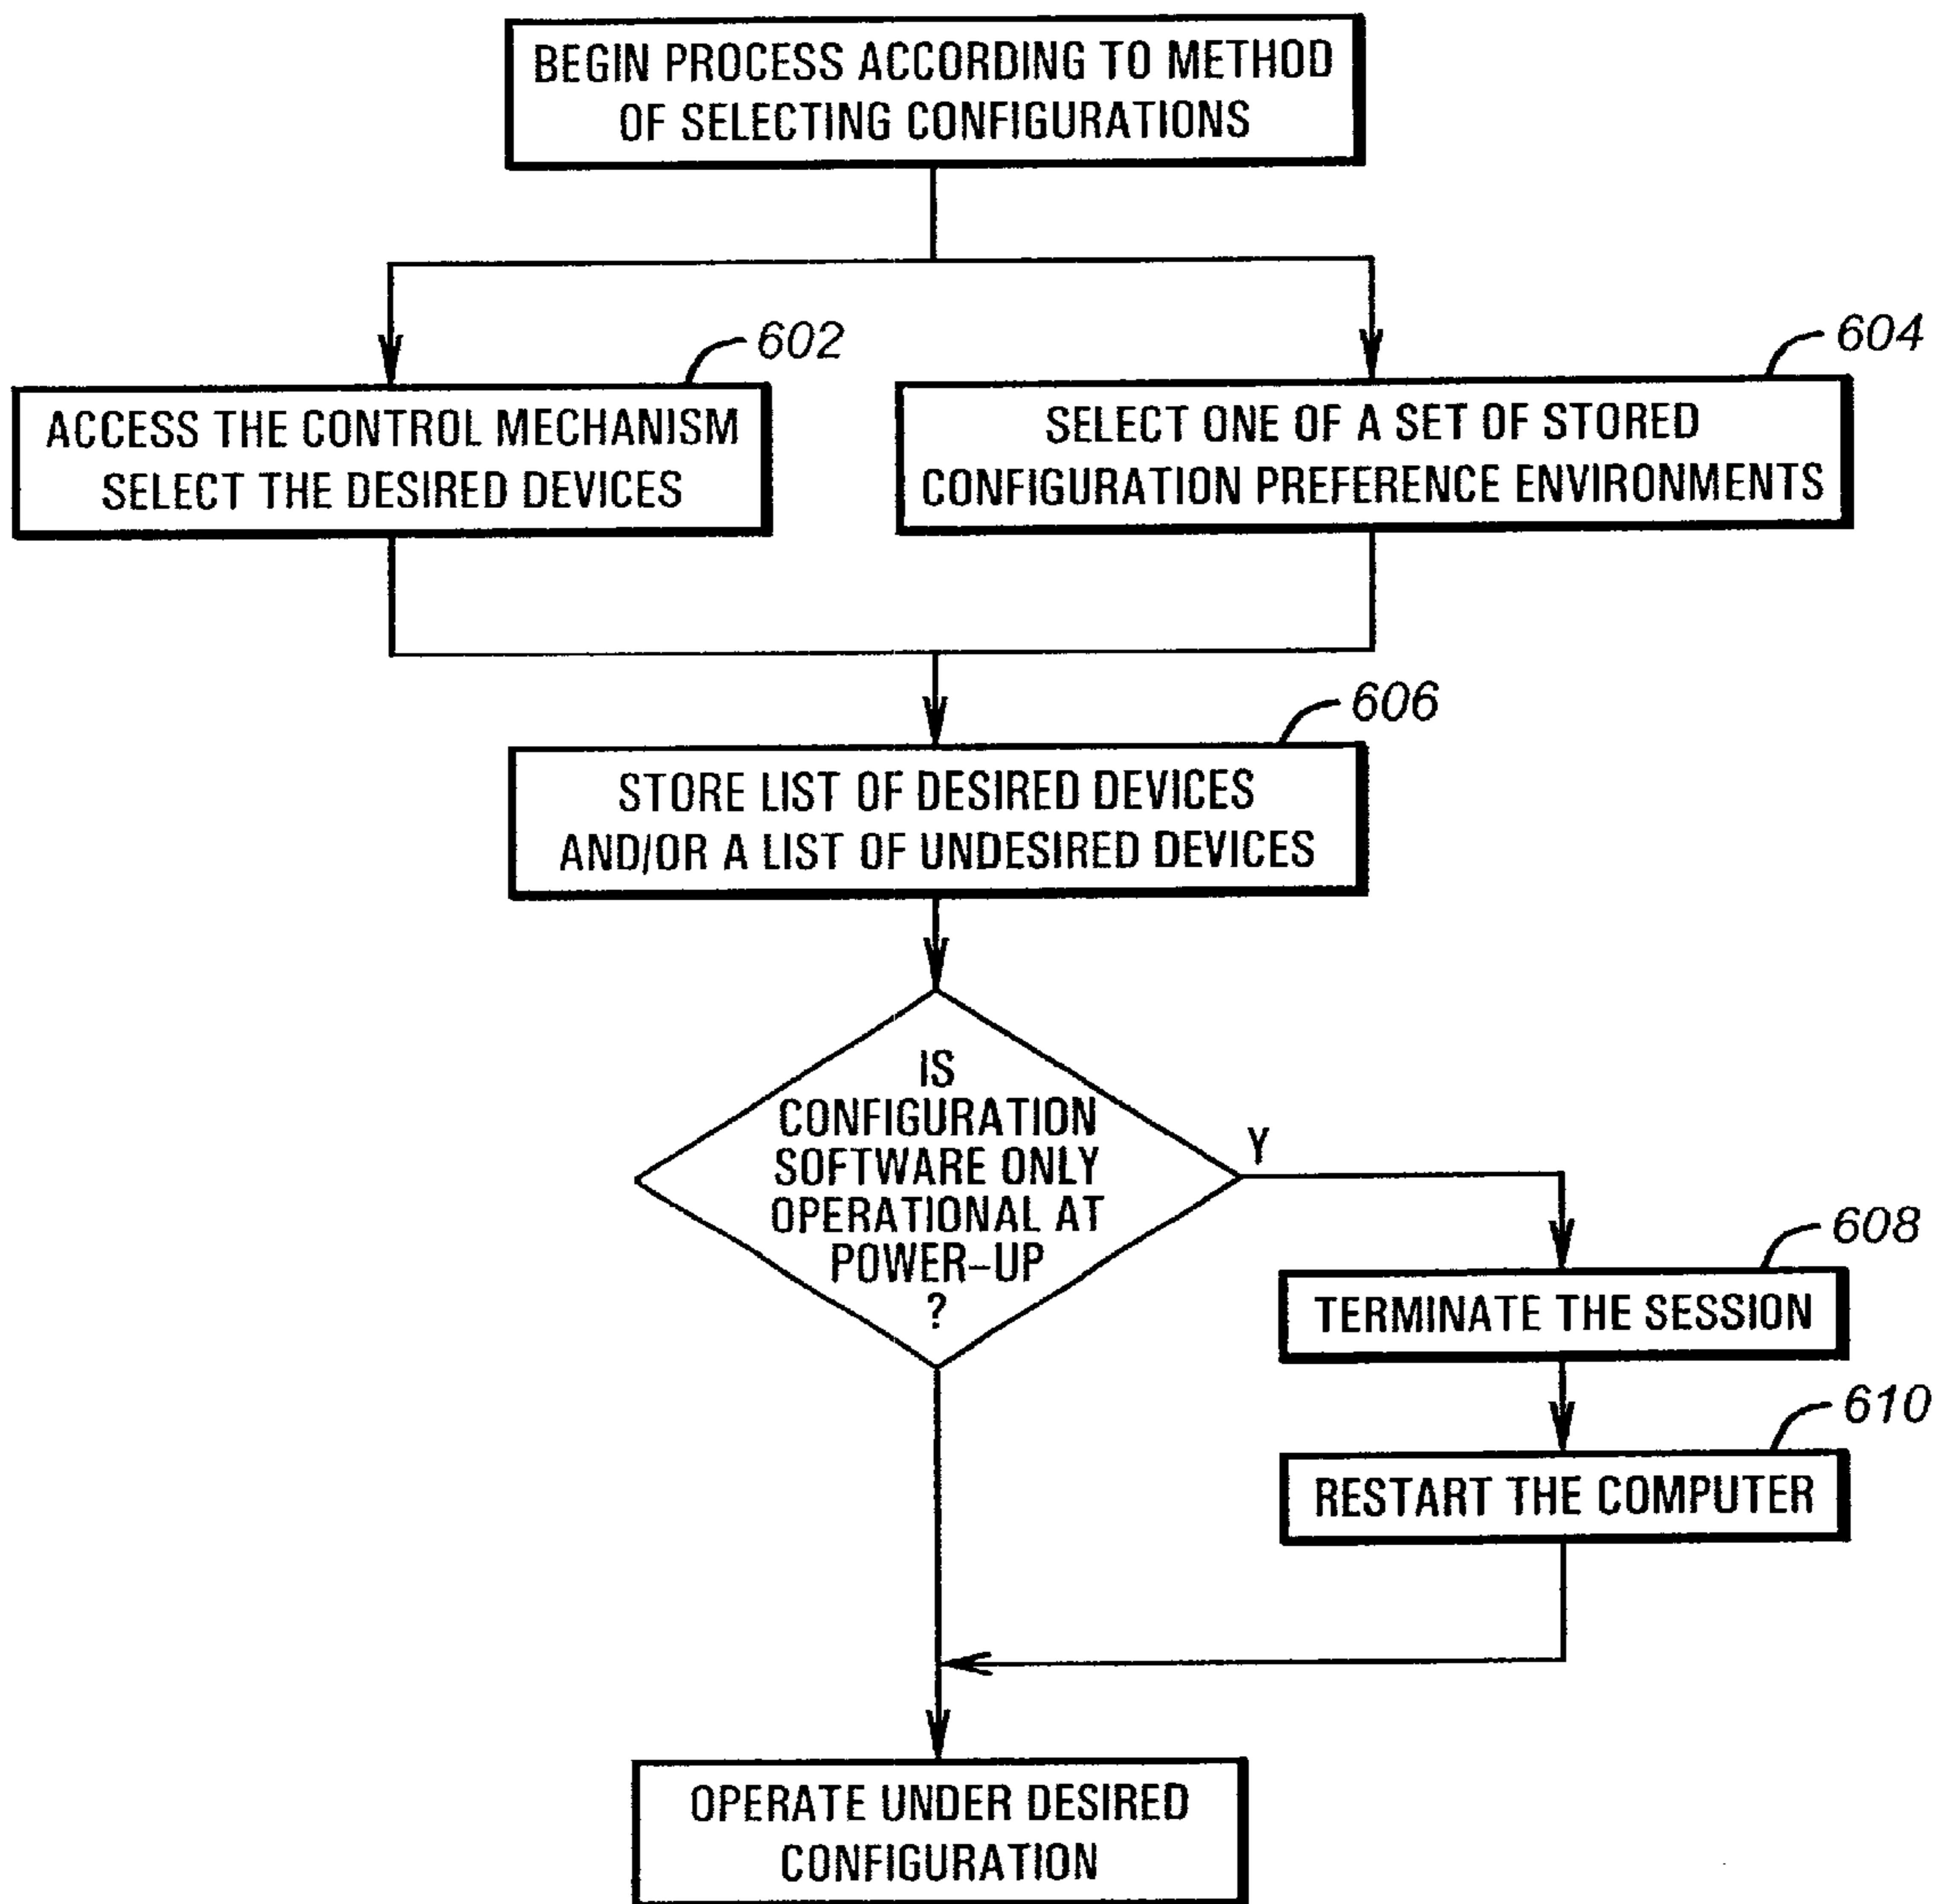 BEGIN PROCESS ACCORDING TO METHOD
OF SELECTING CONFIGURATIONS
602
ACCESS THE CONTROL MECHANISM
SELECT THE DESIRED DEVICES
604
SELECT ONE OF A SET OF STORED
CONFIGURATION PREFERENCE ENVIRONMENTS
606
STORE LIST OF DESIRED DEVICES
AND/OR A LIST OF UNDESIRED DEVICES
IS
CONFIGURATION
SOFTWARE ONLY
OPERATIONAL AT
POWER-UP
?
Y
608
TERMINATE THE SESSION
610
RESTART THE COMPUTER
OPERATE UNDER DESIRED
CONFIGURATION